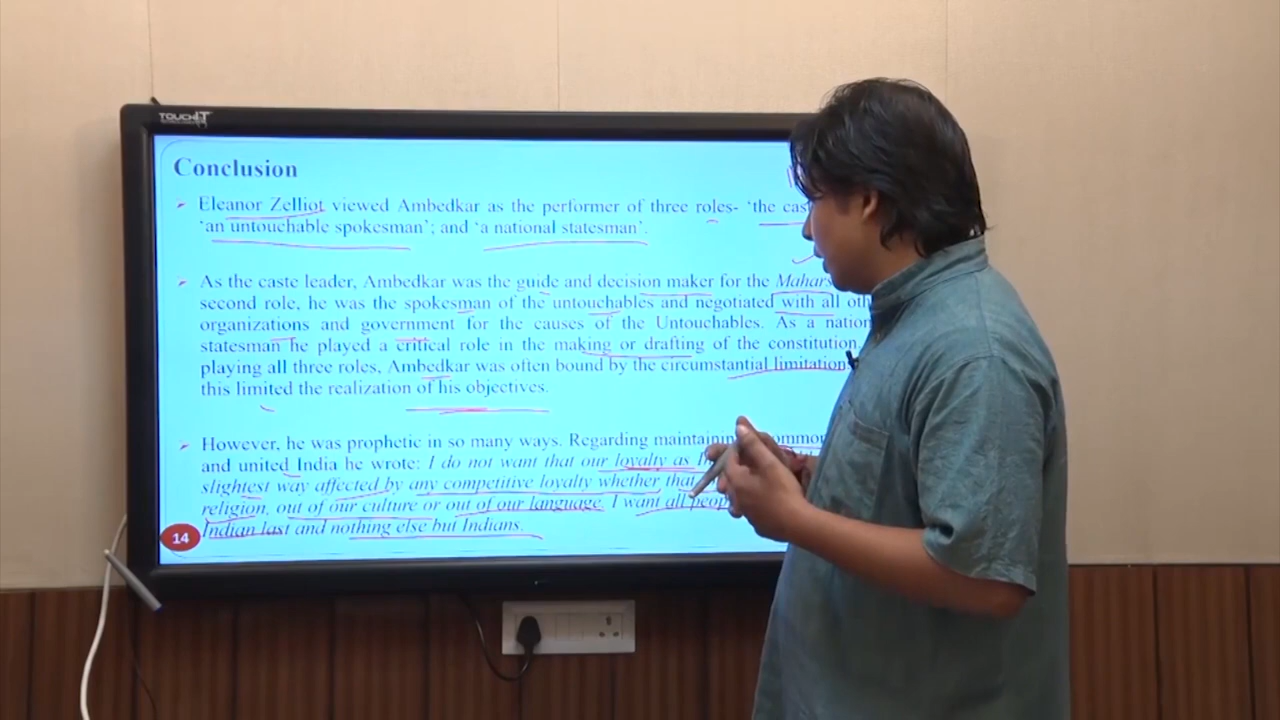 TOUCHIT
Conclusion
Eleanor Zelliot viewed Ambedkar as the performer of three roles- ‘the
‘an untouchable spokesman’; and ‘a national statesman’.
As the caste leader, Ambedkar was the guide and decision maker for the Mahars
second role, he was the spokesman of the untouchables and negotiated with all
organizations and government for the causes of the Untouchables. As a
statesman he played a critical role in the making or drafting of the constitution.
playing all three roles, Ambedkar was often bound by the circumstantial limitation
this limited the realization of his objectives.
However, he was prophetic in so many ways. Regarding
and united India he wrote: I do not want that our loyalty as
slightest way affected by any competitive loyalty whether that
religion, out of our culture or out of our language. I want all
Indian last and nothing else but Indians.
14